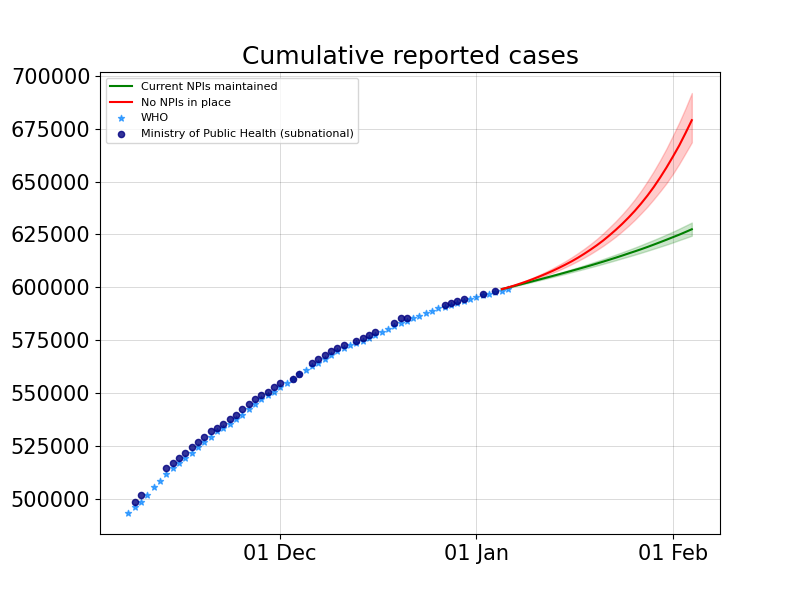 Cumulative reported cases
700000
675000
650000
625000
600000
575000
550000
525000
500000
Current NPIs maintained
No NPIs in place
WHO
Ministry of Public Health (subnational)
01 Dec
01 Jan
01 Feb